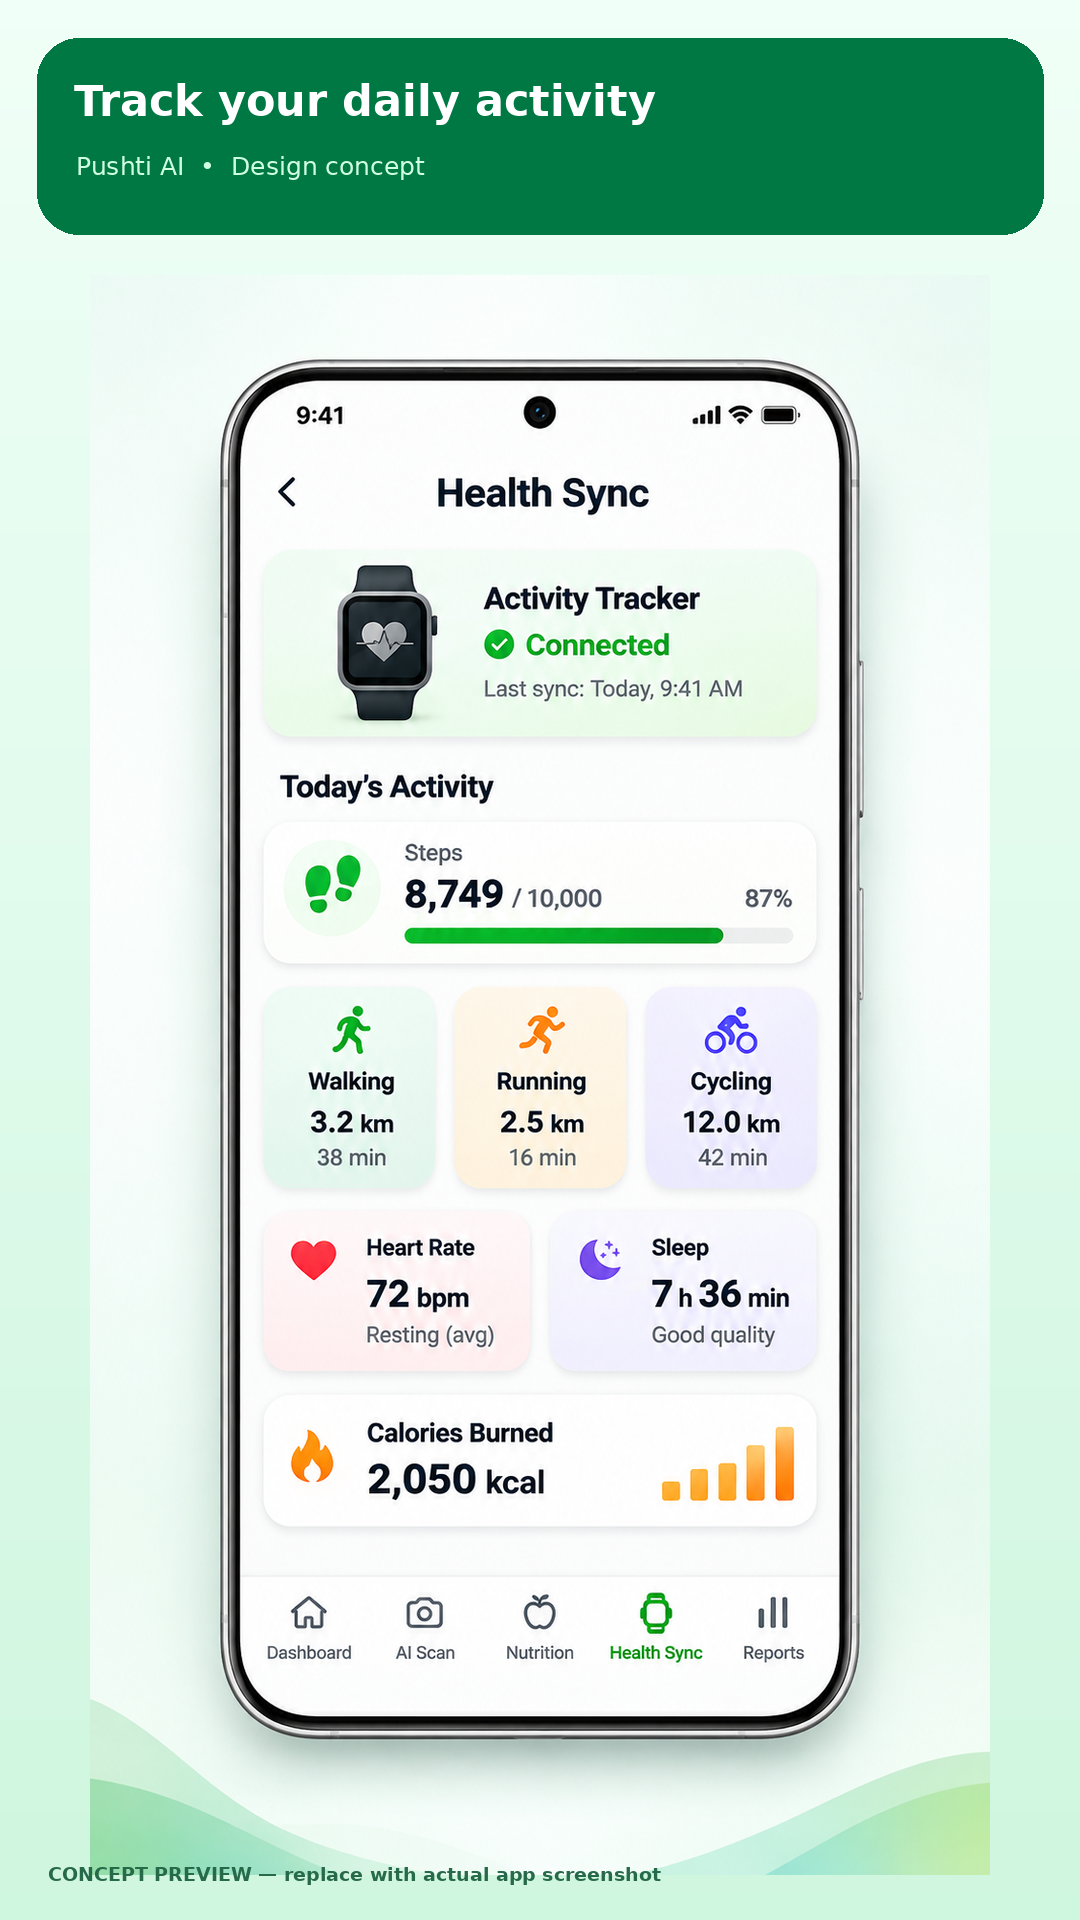 Track your daily activity
Pushti AI • Design concept
9:41
Health Sync
Activity Tracker
Connected
Last sync: Today, 9:41 AM
Today's Activity
Steps
8,749 / 10,000 87%
Walking Running Cycling
3.2 km 2.5 km 12.0 km
38 min 16 min 42 min
Heart Rate Sleep
72 bpm 7 h 36 min
Resting (avg) Good quality
Calories Burned
2,050 kcal
Dashboard AI Scan Nutrition Health Sync Reports
CONCEPT PREVIEW — replace with actual app screenshot